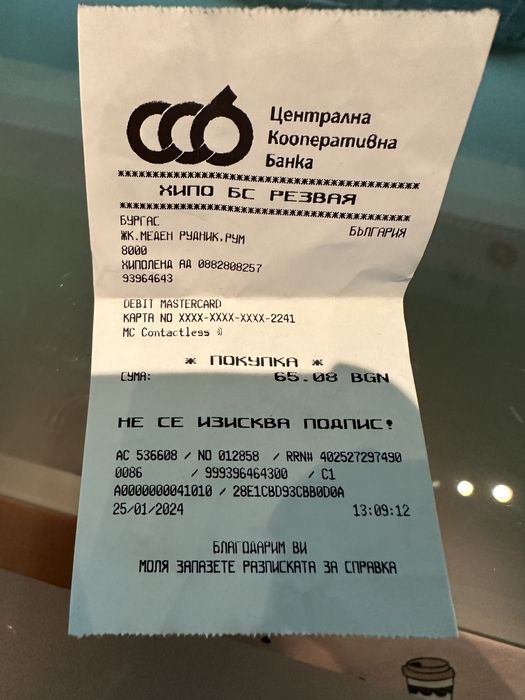 ССб Централна
Кооперативна
Банка
************************************
ХИПО БС РЕЗВАЯ
************************************
БУРГАС
БЪЛГАРИЯ
ЖК.МЕДЕН РУДНИК,РУМ
8000
ХИПОЛЕНД АД 0882808257
93964643
DEBIT MASTERCARD
КАРТА NO XXXX-XXXX-XXXX-2241
MC Contactless
* ПОКУПКА *
СУМА: 65.08 BGN
НЕ СЕ ИЗИСКВА ПОДПИС!
AC 536608 / NO 012858 / RRN# 402527297490
0086 / 999396464300 / C1
A0000000041010 / 28E1CBD93CBB0D0A
25/01/2024 13:09:12
БЛАГОДАРИМ ВИ
МОЛЯ ЗАПАЗЕТЕ РАЗПИСКАТА ЗА СПРАВКА